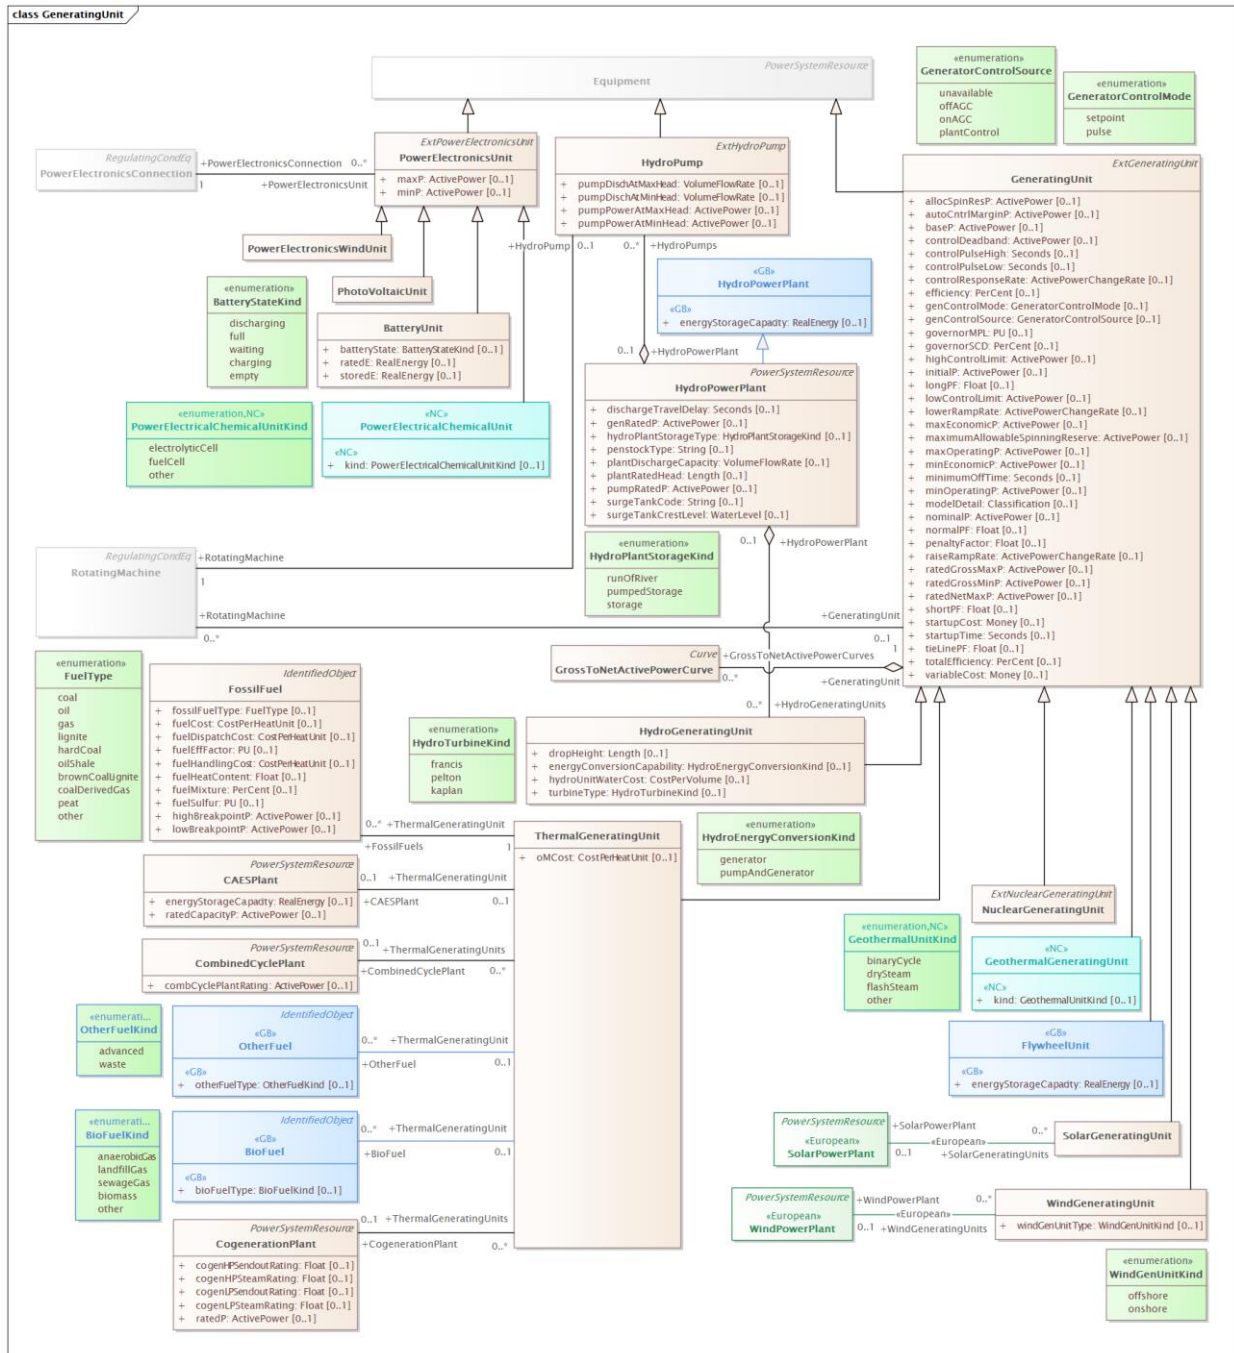 class GeneratingUnit
PowerSystemResource
Equipment
«enumeration»
GeneratorControlSource
unavailable
offAGC
onAGC
plantControl
«enumeration»
GeneratorControlMode
setpoint
pulse
RegulatingCondEq
PowerElectronicsConnection
+PowerElectronicsConnection 0..*
1 +PowerElectronicsUnit
ExtPowerElectronicsUnit
PowerElectronicsUnit
+ maxP: ActivePower [0..1]
+ minP: ActivePower [0..1]
ExtHydroPump
HydroPump
+ pumpDischAtMaxHead: VolumeFlowRate [0..1]
+ pumpDischAtMinHead: VolumeFlowRate [0..1]
+ pumpPowerAtMaxHead: ActivePower [0..1]
+ pumpPowerAtMinHead: ActivePower [0..1]
ExtGeneratingUnit
GeneratingUnit
+ allocSpinResP: ActivePower [0..1]
+ autoCntrlMarginP: ActivePower [0..1]
+ baseP: ActivePower [0..1]
+ controlDeadband: ActivePower [0..1]
+ controlPulseHigh: Seconds [0..1]
+ controlPulseLow: Seconds [0..1]
+ controlResponseRate: ActivePowerChangeRate [0..1]
+ efficiency: PerCent [0..1]
+ genControlMode: GeneratorControlMode [0..1]
+ genControlSource: GeneratorControlSource [0..1]
+ governorMPL: PU [0..1]
+ governorSCD: PerCent [0..1]
+ highControlLimit: ActivePower [0..1]
+ initialP: ActivePower [0..1]
+ longPF: Float [0..1]
+ lowControlLimit: ActivePower [0..1]
+ lowerRampRate: ActivePowerChangeRate [0..1]
+ maxEconomicP: ActivePower [0..1]
+ maximumAllowableSpinningReserve: ActivePower [0..1]
+ maxOperatingP: ActivePower [0..1]
+ minEconomicP: ActivePower [0..1]
+ minimumOffTime: Seconds [0..1]
+ minOperatingP: ActivePower [0..1]
+ modelDetail: Classification [0..1]
+ nominalP: ActivePower [0..1]
+ normalPF: Float [0..1]
+ penaltyFactor: Float [0..1]
+ raiseRampRate: ActivePowerChangeRate [0..1]
+ ratedGrossMaxP: ActivePower [0..1]
+ ratedGrossMinP: ActivePower [0..1]
+ ratedNetMaxP: ActivePower [0..1]
+ shortPF: Float [0..1]
+ startupCost: Money [0..1]
+ startupTime: Seconds [0..1]
+ tieLinePF: Float [0..1]
+ totalEfficiency: PerCent [0..1]
+ variableCost: Money [0..1]
PowerElectronicsWindUnit
+HydroPump 0..1
0..* +HydroPumps
«enumeration»
BatteryStateKind
discharging
full
waiting
charging
empty
PhotoVoltaicUnit
BatteryUnit
+ batteryState: BatteryStateKind [0..1]
+ ratedE: RealEnergy [0..1]
+ storedE: RealEnergy [0..1]
«GB»
HydroPowerPlant
«GB»
+ energyStorageCapacity: RealEnergy [0..1]
0..1 +HydroPowerPlant
PowerSystemResource
HydroPowerPlant
+ dischargeTravelDelay: Seconds [0..1]
+ genRatedP: ActivePower [0..1]
+ hydroPlantStorageType: HydroPlantStorageKind [0..1]
+ penstockType: String [0..1]
+ plantDischargeCapacity: VolumeFlowRate [0..1]
+ plantRatedHead: Length [0..1]
+ pumpRatedP: ActivePower [0..1]
+ surgeTankCode: String [0..1]
+ surgeTankCrestLevel: WaterLevel [0..1]
0..1 +HydroPowerPlant
«enumeration,NC»
PowerElectricalChemicalUnitKind
electrolyticCell
fuelCell
other
«NC»
PowerElectricalChemicalUnit
«NC»
+ kind: PowerElectricalChemicalUnitKind [0..1]
«enumeration»
HydroPlantStorageKind
runOfRiver
pumpedStorage
storage
RegulatingCondEq
RotatingMachine
+RotatingMachine
1
+RotatingMachine
0..*
+GeneratingUnit
0..1
1
Curve
GrossToNetActivePowerCurve
+GrossToNetActivePowerCurves
0..*
+GeneratingUnit
0..* +HydroGeneratingUnits
«enumeration»
FuelType
coal
oil
gas
lignite
hardCoal
oilShale
brownCoalLignite
coalDerivedGas
peat
other
IdentifiedObject
FossilFuel
+ fossilFuelType: FuelType [0..1]
+ fuelCost: CostPerHeatUnit [0..1]
+ fuelDispatchCost: CostPerHeatUnit [0..1]
+ fuelEffFactor: PU [0..1]
+ fuelHandlingCost: CostPerHeatUnit [0..1]
+ fuelHeatContent: Float [0..1]
+ fuelMixture: PerCent [0..1]
+ fuelSulfur: PU [0..1]
+ highBreakpointP: ActivePower [0..1]
+ lowBreakpointP: ActivePower [0..1]
«enumeration»
HydroTurbineKind
francis
pelton
kaplan
HydroGeneratingUnit
+ dropHeight: Length [0..1]
+ energyConversionCapability: HydroEnergyConversionKind [0..1]
+ hydroUnitWaterCost: CostPerVolume [0..1]
+ turbineType: HydroTurbineKind [0..1]
0..* +ThermalGeneratingUnit
+FossilFuels 1
ThermalGeneratingUnit
+ oMCost: CostPerHeatUnit [0..1]
«enumeration»
HydroEnergyConversionKind
generator
pumpAndGenerator
PowerSystemResource
CAESPlant
+ energyStorageCapacity: RealEnergy [0..1]
+ ratedCapacityP: ActivePower [0..1]
0..1 +ThermalGeneratingUnit
+CAESPlant 0..1
ExtNuclearGeneratingUnit
NuclearGeneratingUnit
PowerSystemResource
CombinedCyclePlant
+ combCyclePlantRating: ActivePower [0..1]
0..1
+ThermalGeneratingUnits
+CombinedCyclePlant 0..*
«enumeration,NC»
GeothermalUnitKind
binaryCycle
drySteam
flashSteam
other
«NC»
GeothermalGeneratingUnit
«NC»
+ kind: GeothermalUnitKind [0..1]
«enumerati...
OtherFuelKind
advanced
waste
IdentifiedObject
«GB»
OtherFuel
«GB»
+ otherFuelType: OtherFuelKind [0..1]
0..* +ThermalGeneratingUnit
+OtherFuel 0..1
«GB»
FlywheelUnit
«GB»
+ energyStorageCapacity: RealEnergy [0..1]
«enumerati...
BioFuelKind
anaerobicGas
landfillGas
sewageGas
biomass
other
IdentifiedObject
«GB»
BioFuel
«GB»
+ bioFuelType: BioFuelKind [0..1]
0..* +ThermalGeneratingUnit
+BioFuel 0..1
PowerSystemResource
«European»
SolarPowerPlant
+SolarPowerPlant 0..*
«European»
0..1 +SolarGeneratingUnits
SolarGeneratingUnit
PowerSystemResource
«European»
WindPowerPlant
+WindPowerPlant 0..*
«European»
0..1 +WindGeneratingUnits
WindGeneratingUnit
+ windGenUnitType: WindGenUnitKind [0..1]
PowerSystemResource
CogenerationPlant
+ cogenHPSendoutRating: Float [0..1]
+ cogenHPSteamRating: Float [0..1]
+ cogenLPSendoutRating: Float [0..1]
+ cogenLPSteamRating: Float [0..1]
+ ratedP: ActivePower [0..1]
0..1 +ThermalGeneratingUnits
+CogenerationPlant 0..*
«enumeration»
WindGenUnitKind
offshore
onshore